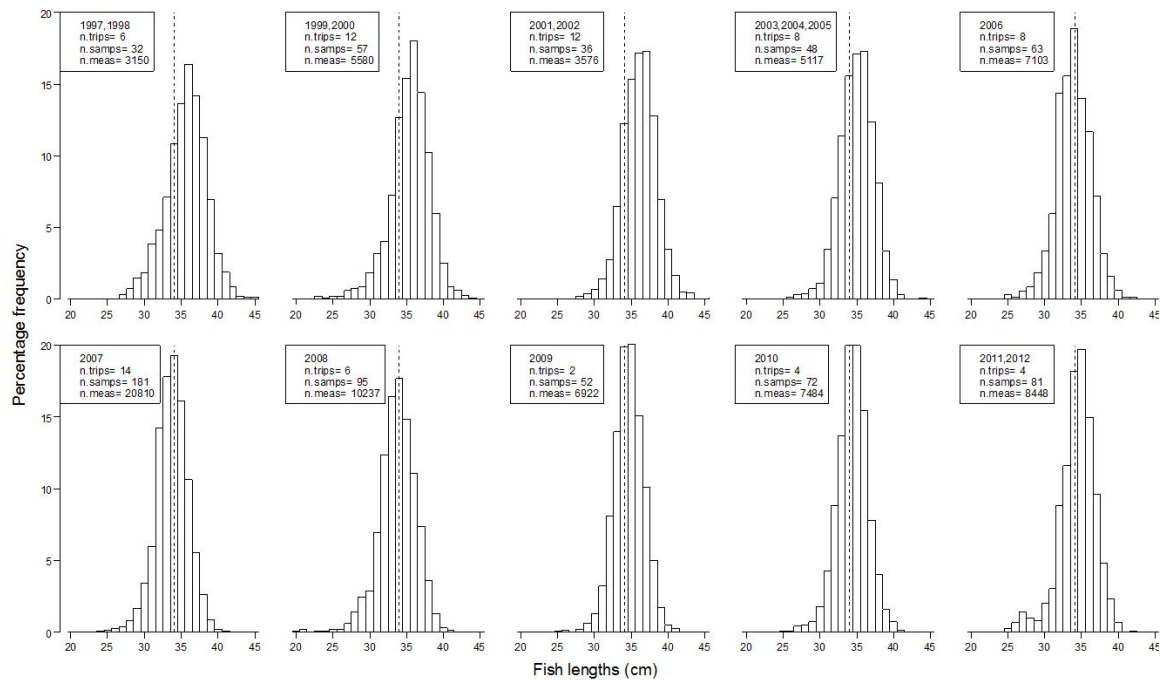 1997,1998
n.trips= 6
n.samps= 32
n.meas= 3150
1999,2000
n.trips= 12
n.samps= 57
n.meas= 5580
2001,2002
n.trips= 12
n.samps= 36
n.meas= 3576
2003,2004,2005
n.trips= 8
n.samps= 48
n.meas= 5117
2006
n.trips= 8
n.samps= 63
n.meas= 7103
20
15
10
5
0
20 25 30 35 40 45
20 25 30 35 40 45
20 25 30 35 40 45
20 25 30 35 40 45
20 25 30 35 40 45
Percentage frequency
2007
n.trips= 14
n.samps= 181
n.meas= 20810
2008
n.trips= 6
n.samps= 95
n.meas= 10237
2009
n.trips= 2
n.samps= 52
n.meas= 6922
2010
n.trips= 4
n.samps= 72
n.meas= 7484
2011,2012
n.trips= 4
n.samps= 81
n.meas= 8448
20
15
10
5
0
20 25 30 35 40 45
20 25 30 35 40 45
20 25 30 35 40 45
20 25 30 35 40 45
20 25 30 35 40 45
Fish lengths (cm)